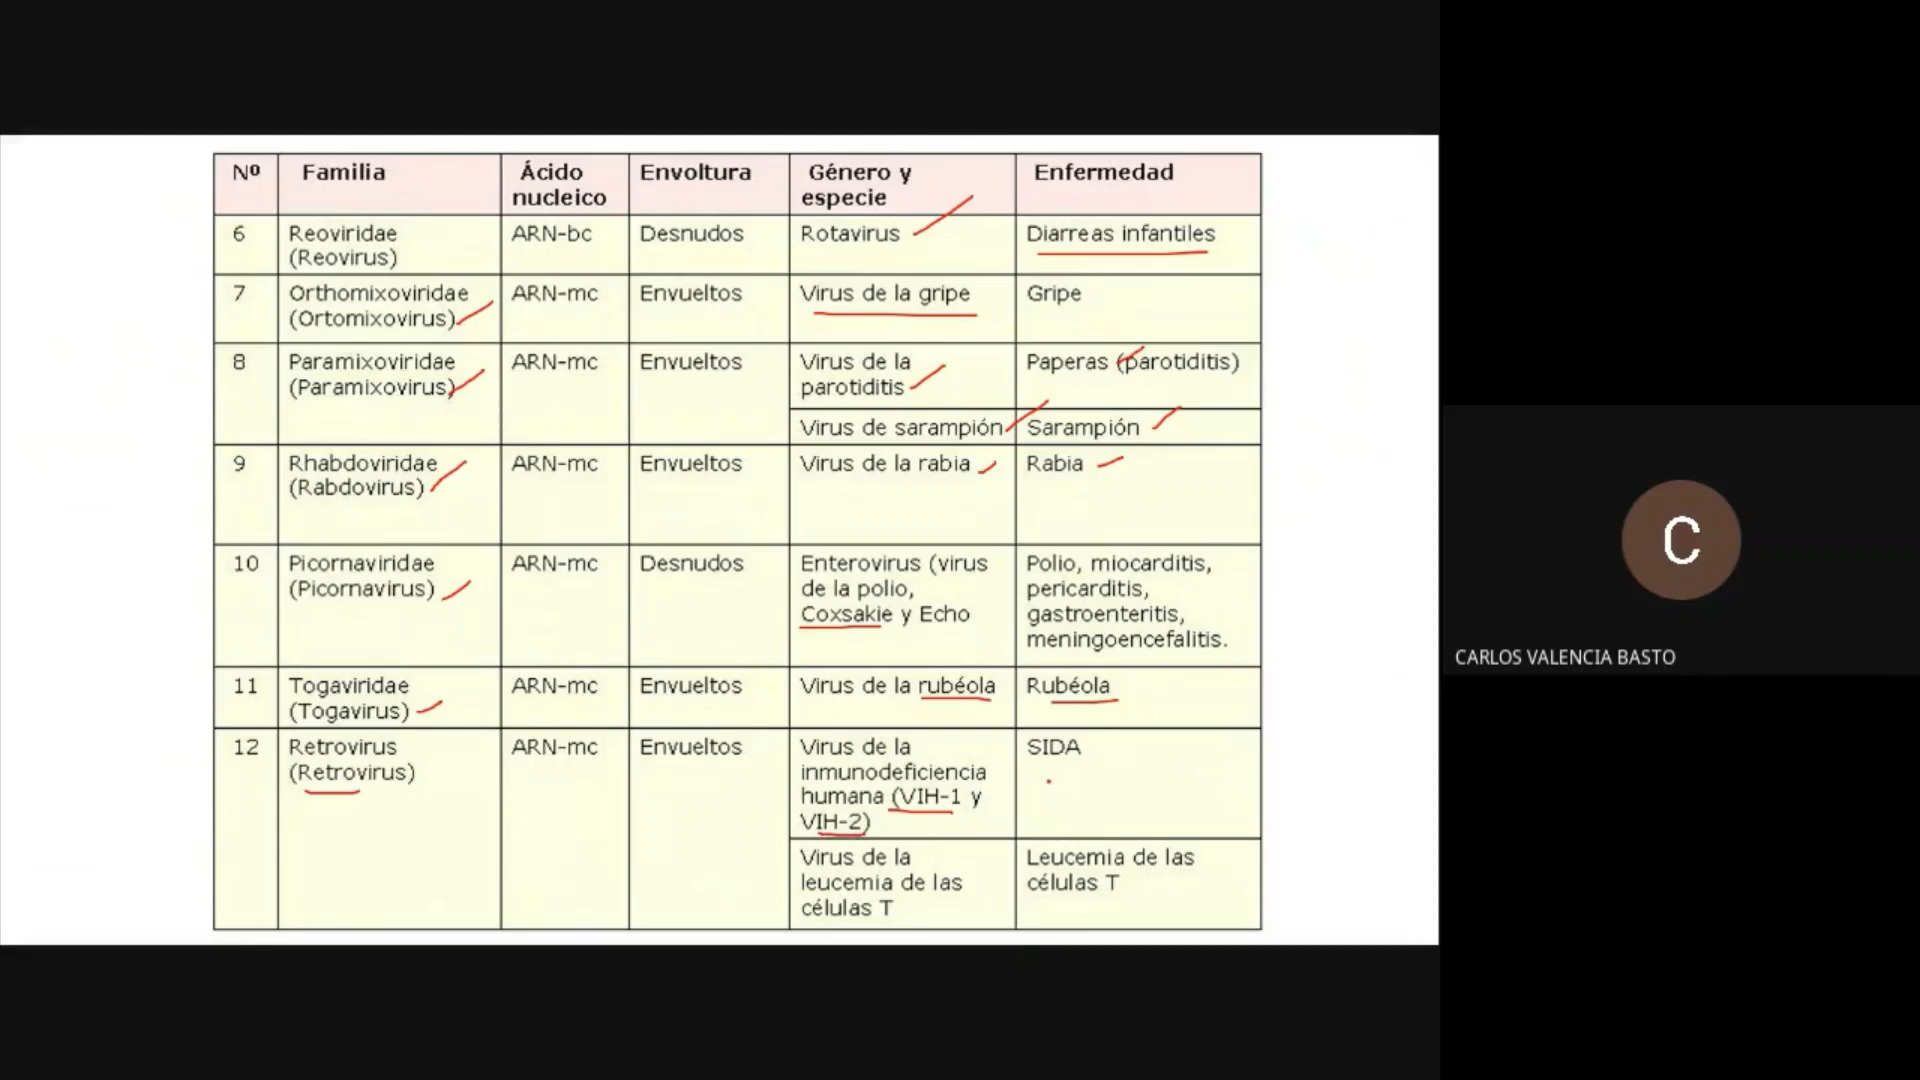 Nº Familia Ácido nucleico Envoltura Género y especie Enfermedad
6 Reoviridae (Reovirus) ARN-bc Desnudos Rotavirus Diarreas infantiles
7 Orthomixoviridae (Ortomixovirus) ARN-mc Envueltos Virus de la gripe Gripe
8 Paramixoviridae (Paramixovirus) ARN-mc Envueltos Virus de la parotiditis Paperas (parotiditis)
Virus de sarampión Sarampión
9 Rhabdoviridae (Rabdovirus) ARN-mc Envueltos Virus de la rabia Rabia
10 Picornaviridae (Picornavirus) ARN-mc Desnudos Enterovirus (virus de la polio, Coxsakie y Echo Polio, miocarditis, pericarditis, gastroenteritis, meningoencefalitis.
11 Togaviridae (Togavirus) ARN-mc Envueltos Virus de la rubéola Rubéola
12 Retrovirus (Retrovirus) ARN-mc Envueltos Virus de la inmunodeficiencia humana (VIH-1 y VIH-2) SIDA
Virus de la leucemia de las células T Leucemia de las células T
C
CARLOS VALENCIA BASTO